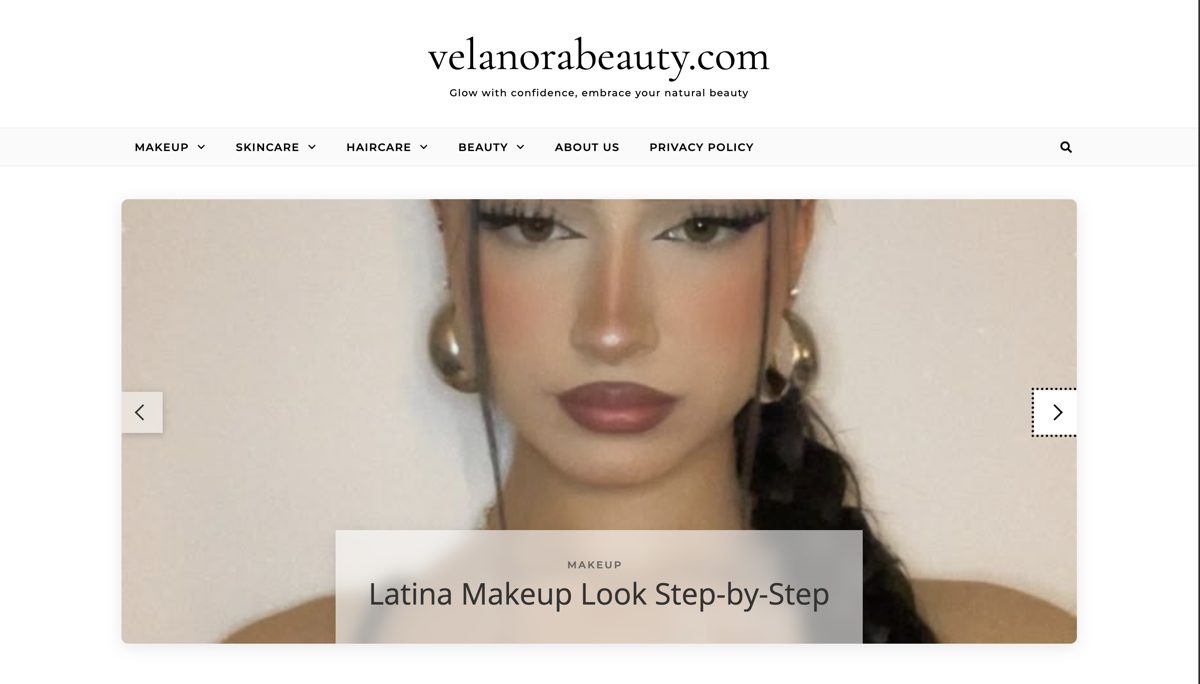 velanorabeauty.com
Glow with confidence, embrace your natural beauty
MAKEUP SKINCARE HAIRCARE BEAUTY ABOUT US PRIVACY POLICY
MAKEUP
Latina Makeup Look Step-by-Step